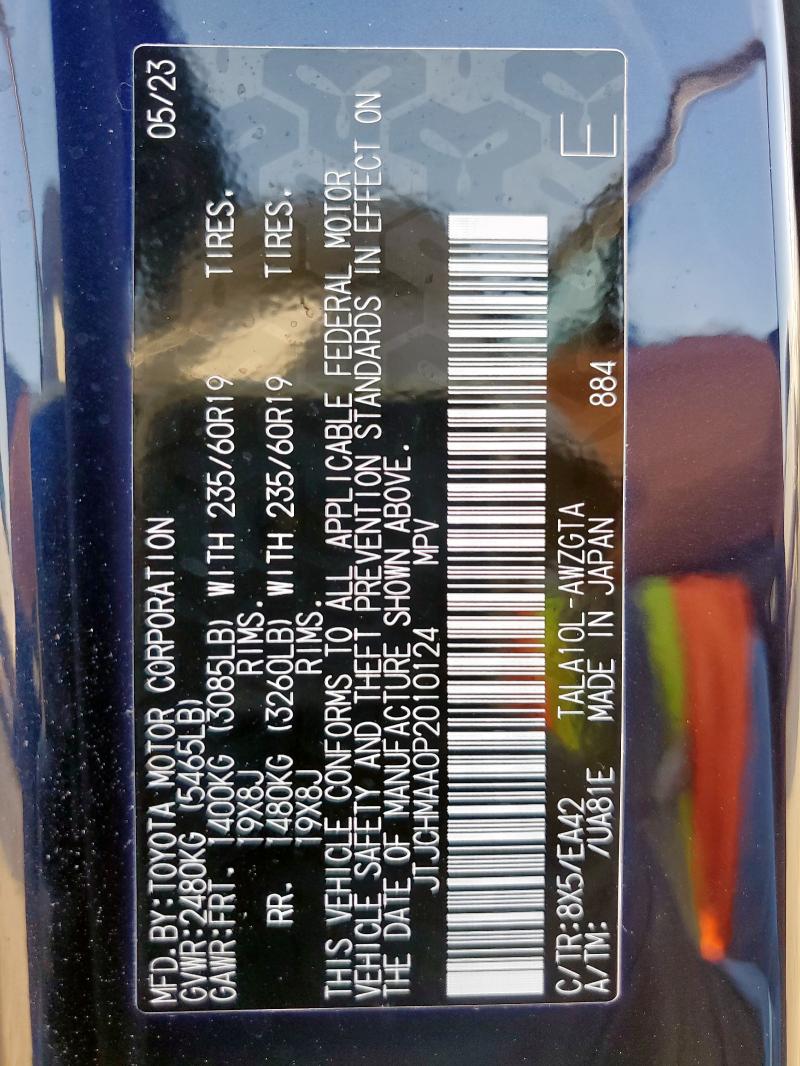 MFD.BY:TOYOTA MOTOR CORPORATION 05/23
GVWR:2480KG (5465LB)
GAWR:FRT. 1400KG (3085LB) WITH 235/60R19 TIRES.
19X8J RIMS.
RR. 1480KG (3260LB) WITH 235/60R19 TIRES.
19X8J RIMS.
THIS VEHICLE CONFORMS TO ALL APPLICABLE FEDERAL MOTOR
VEHICLE SAFETY AND THEFT PREVENTION STANDARDS IN EFFECT ON
THE DATE OF MANUFACTURE SHOWN ABOVE.
JTJCHMAA0P2010124 MPV
C/TR:8X5/EA42 TALA10L-AWZGTA
A/TM: /UA81E MADE IN JAPAN 884 E